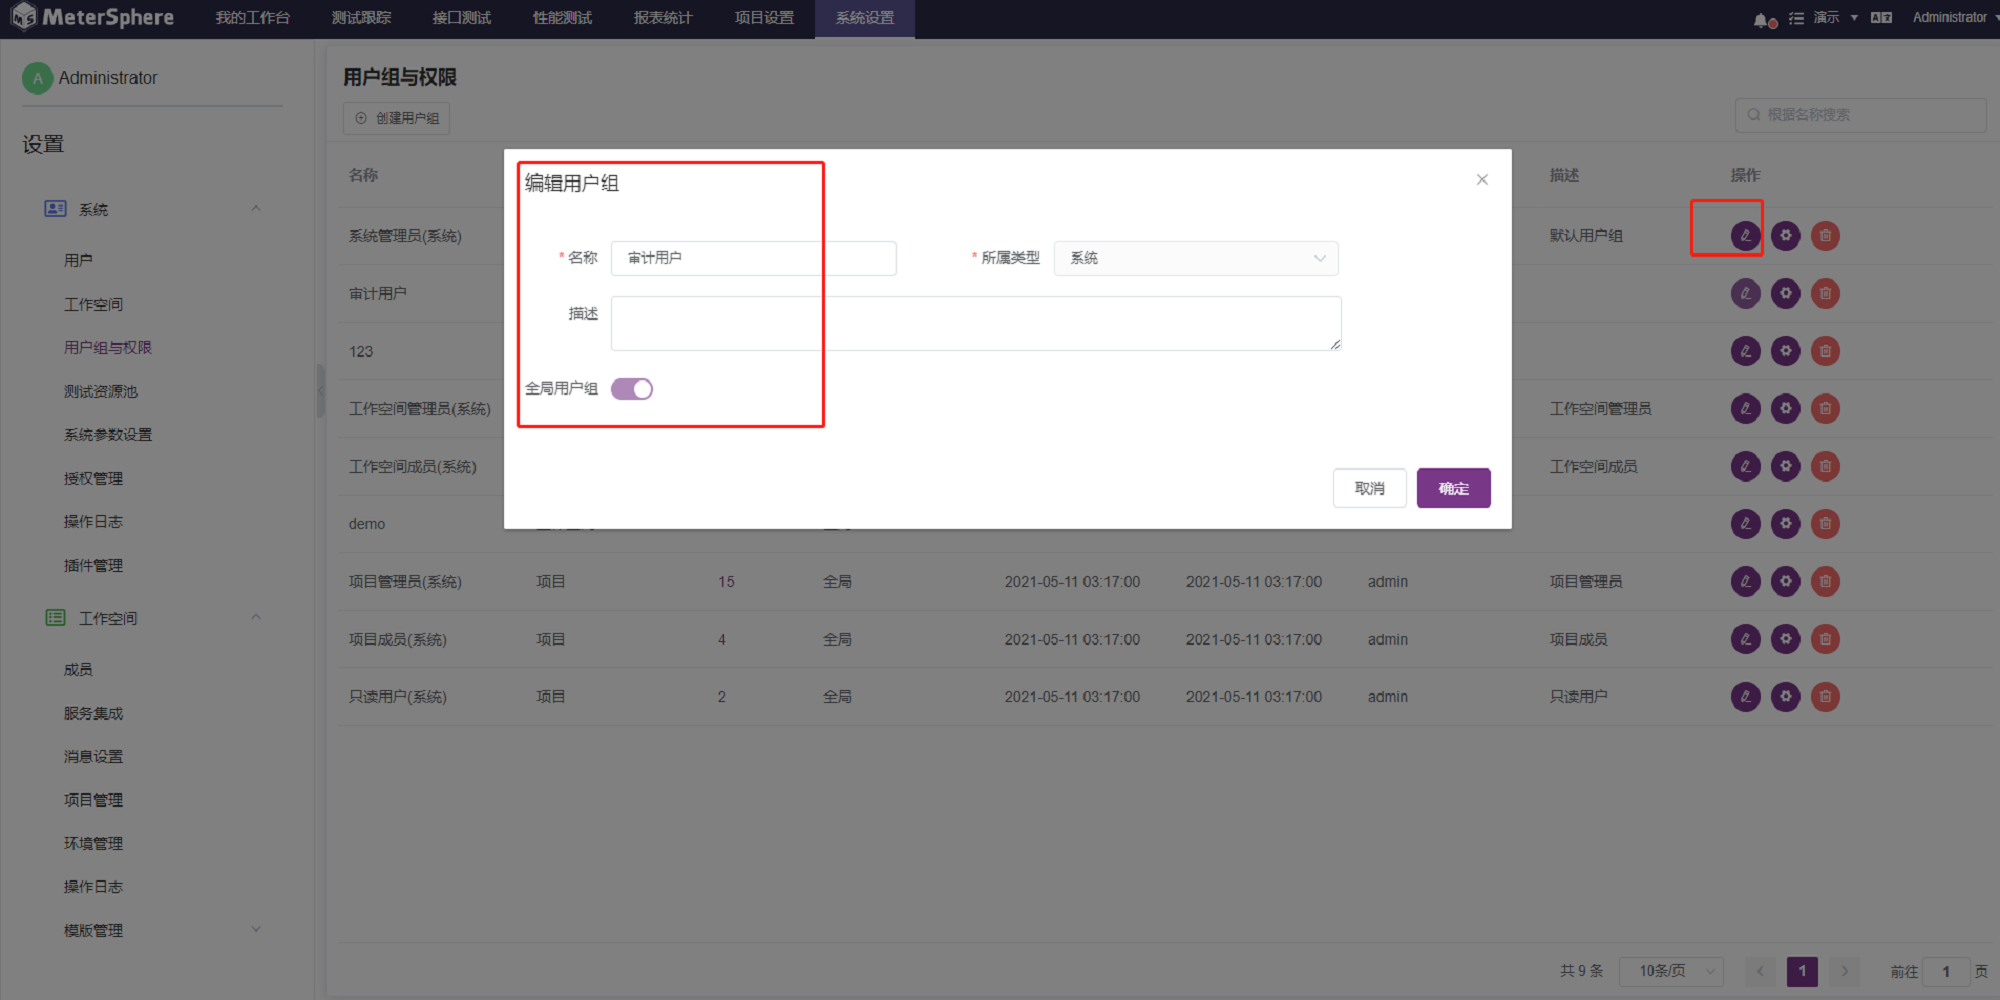 MeterSphere 我的工作台 测试跟踪 接口测试 性能测试 报表统计 项目设置 系统设置 演示 Administrator
A Administrator
设置
系统
用户
工作空间
用户组与权限
测试资源池
系统参数设置
授权管理
操作日志
插件管理
工作空间
成员
服务集成
消息设置
项目管理
环境管理
操作日志
模版管理
用户组与权限
创建用户组
根据名称搜索
名称 描述 操作
系统管理员(系统) 默认用户组
审计用户
123
工作空间管理员(系统) 工作空间管理员
工作空间成员(系统) 工作空间成员
demo
项目管理员(系统) 项目 15 全局 2021-05-11 03:17:00 2021-05-11 03:17:00 admin 项目管理员
项目成员(系统) 项目 4 全局 2021-05-11 03:17:00 2021-05-11 03:17:00 admin 项目成员
只读用户(系统) 项目 2 全局 2021-05-11 03:17:00 2021-05-11 03:17:00 admin 只读用户
编辑用户组
* 名称 审计用户 * 所属类型 系统
描述
全局用户组
取消 确定
共 9 条 10条/页 1 前往 1 页